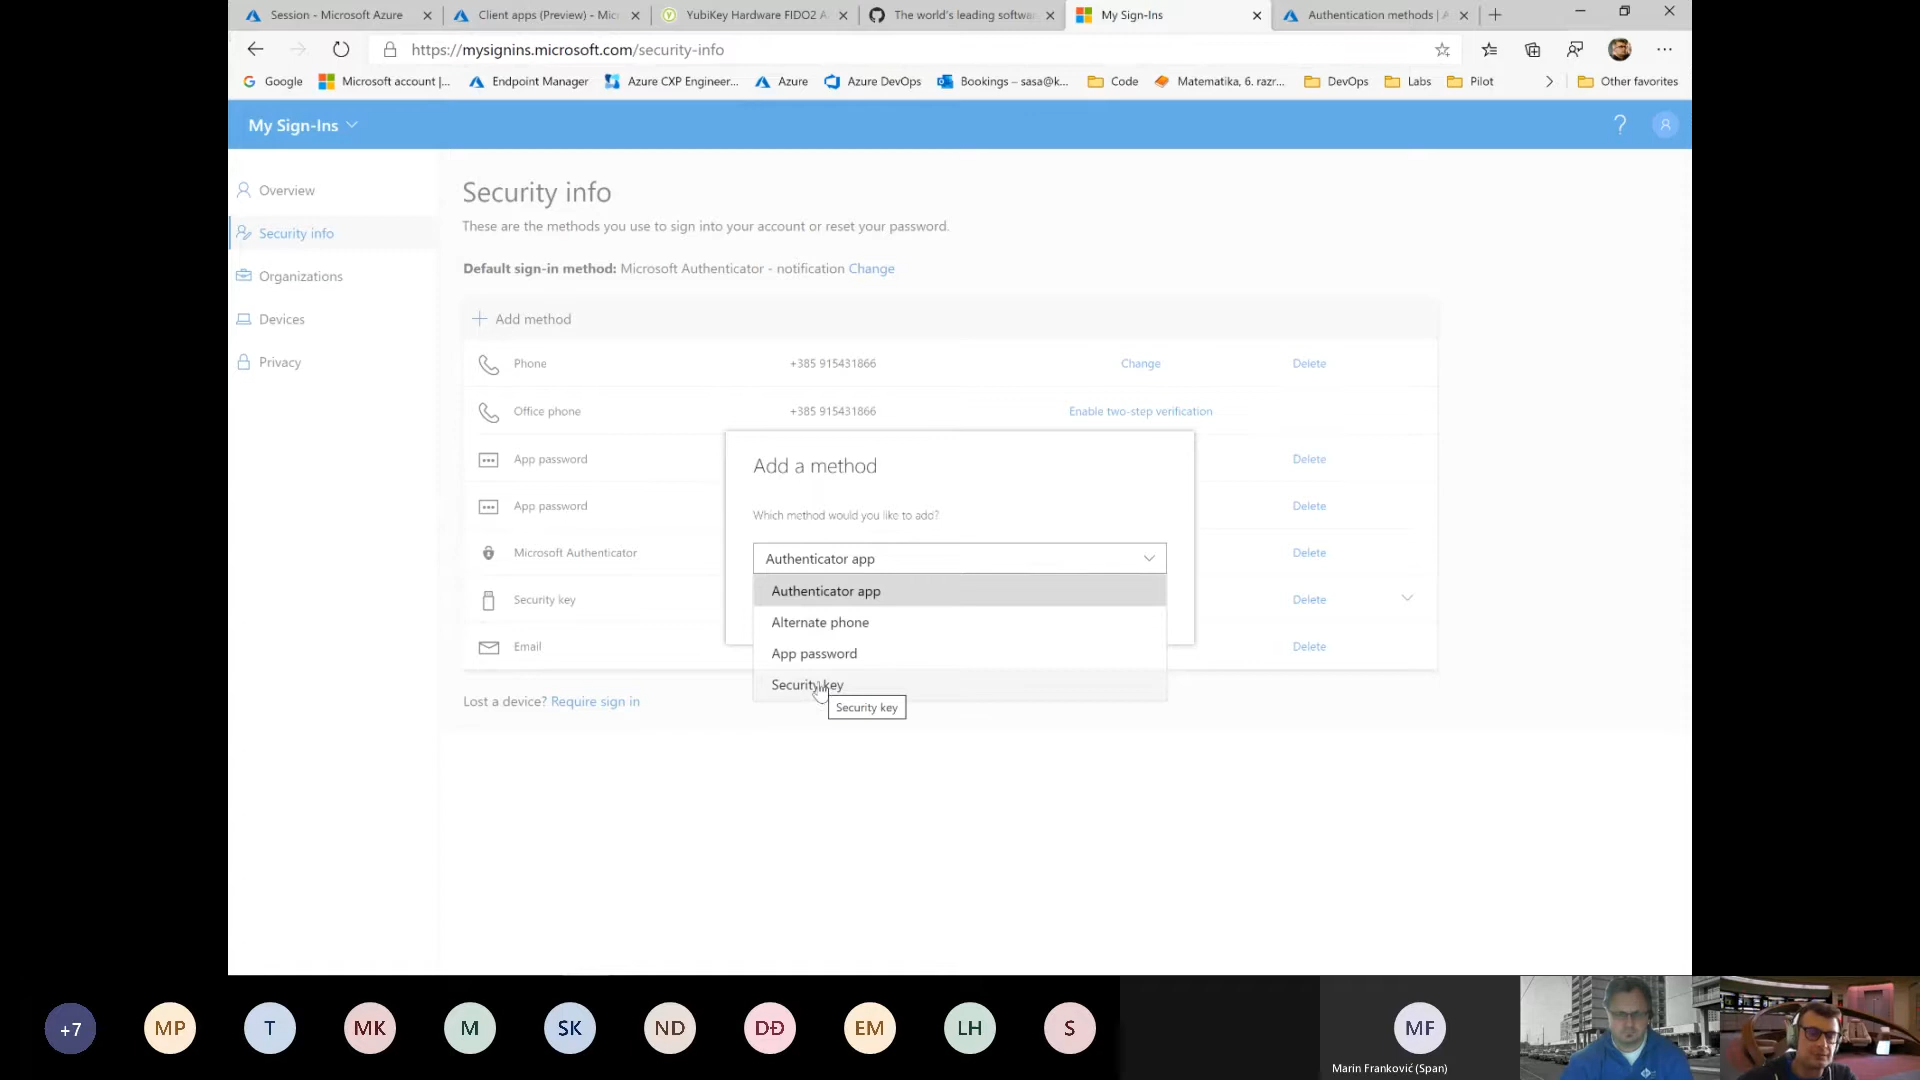 Session - Microsoft Azure
Client apps (Preview) - Micr
YubiKey Hardware FIDO2 A
The world's leading softwar
My Sign-Ins
Authentication methods | A
https://mysignins.microsoft.com/security-info
Google
Microsoft account |...
Endpoint Manager
Azure CXP Engineer...
Azure
Azure DevOps
Bookings – sasa@k...
Code
Matematika, 6. razr...
DevOps
Labs
Pilot
Other favorites
My Sign-Ins
?
Overview
Security info
Organizations
Devices
Privacy
Security info
These are the methods you use to sign into your account or reset your password.
Default sign-in method: Microsoft Authenticator - notification Change
Add method
Phone +385 915431866 Change Delete
Office phone +385 915431866 Enable two-step verification
App password Delete
App password Delete
Microsoft Authenticator Delete
Security key Delete
Email Delete
Lost a device? Require sign in
Add a method
Which method would you like to add?
Authenticator app
Authenticator app
Alternate phone
App password
Security key
Security key
+7
MP
T
MK
M
SK
ND
DĐ
EM
LH
S
MF
Marin Franković (Span)